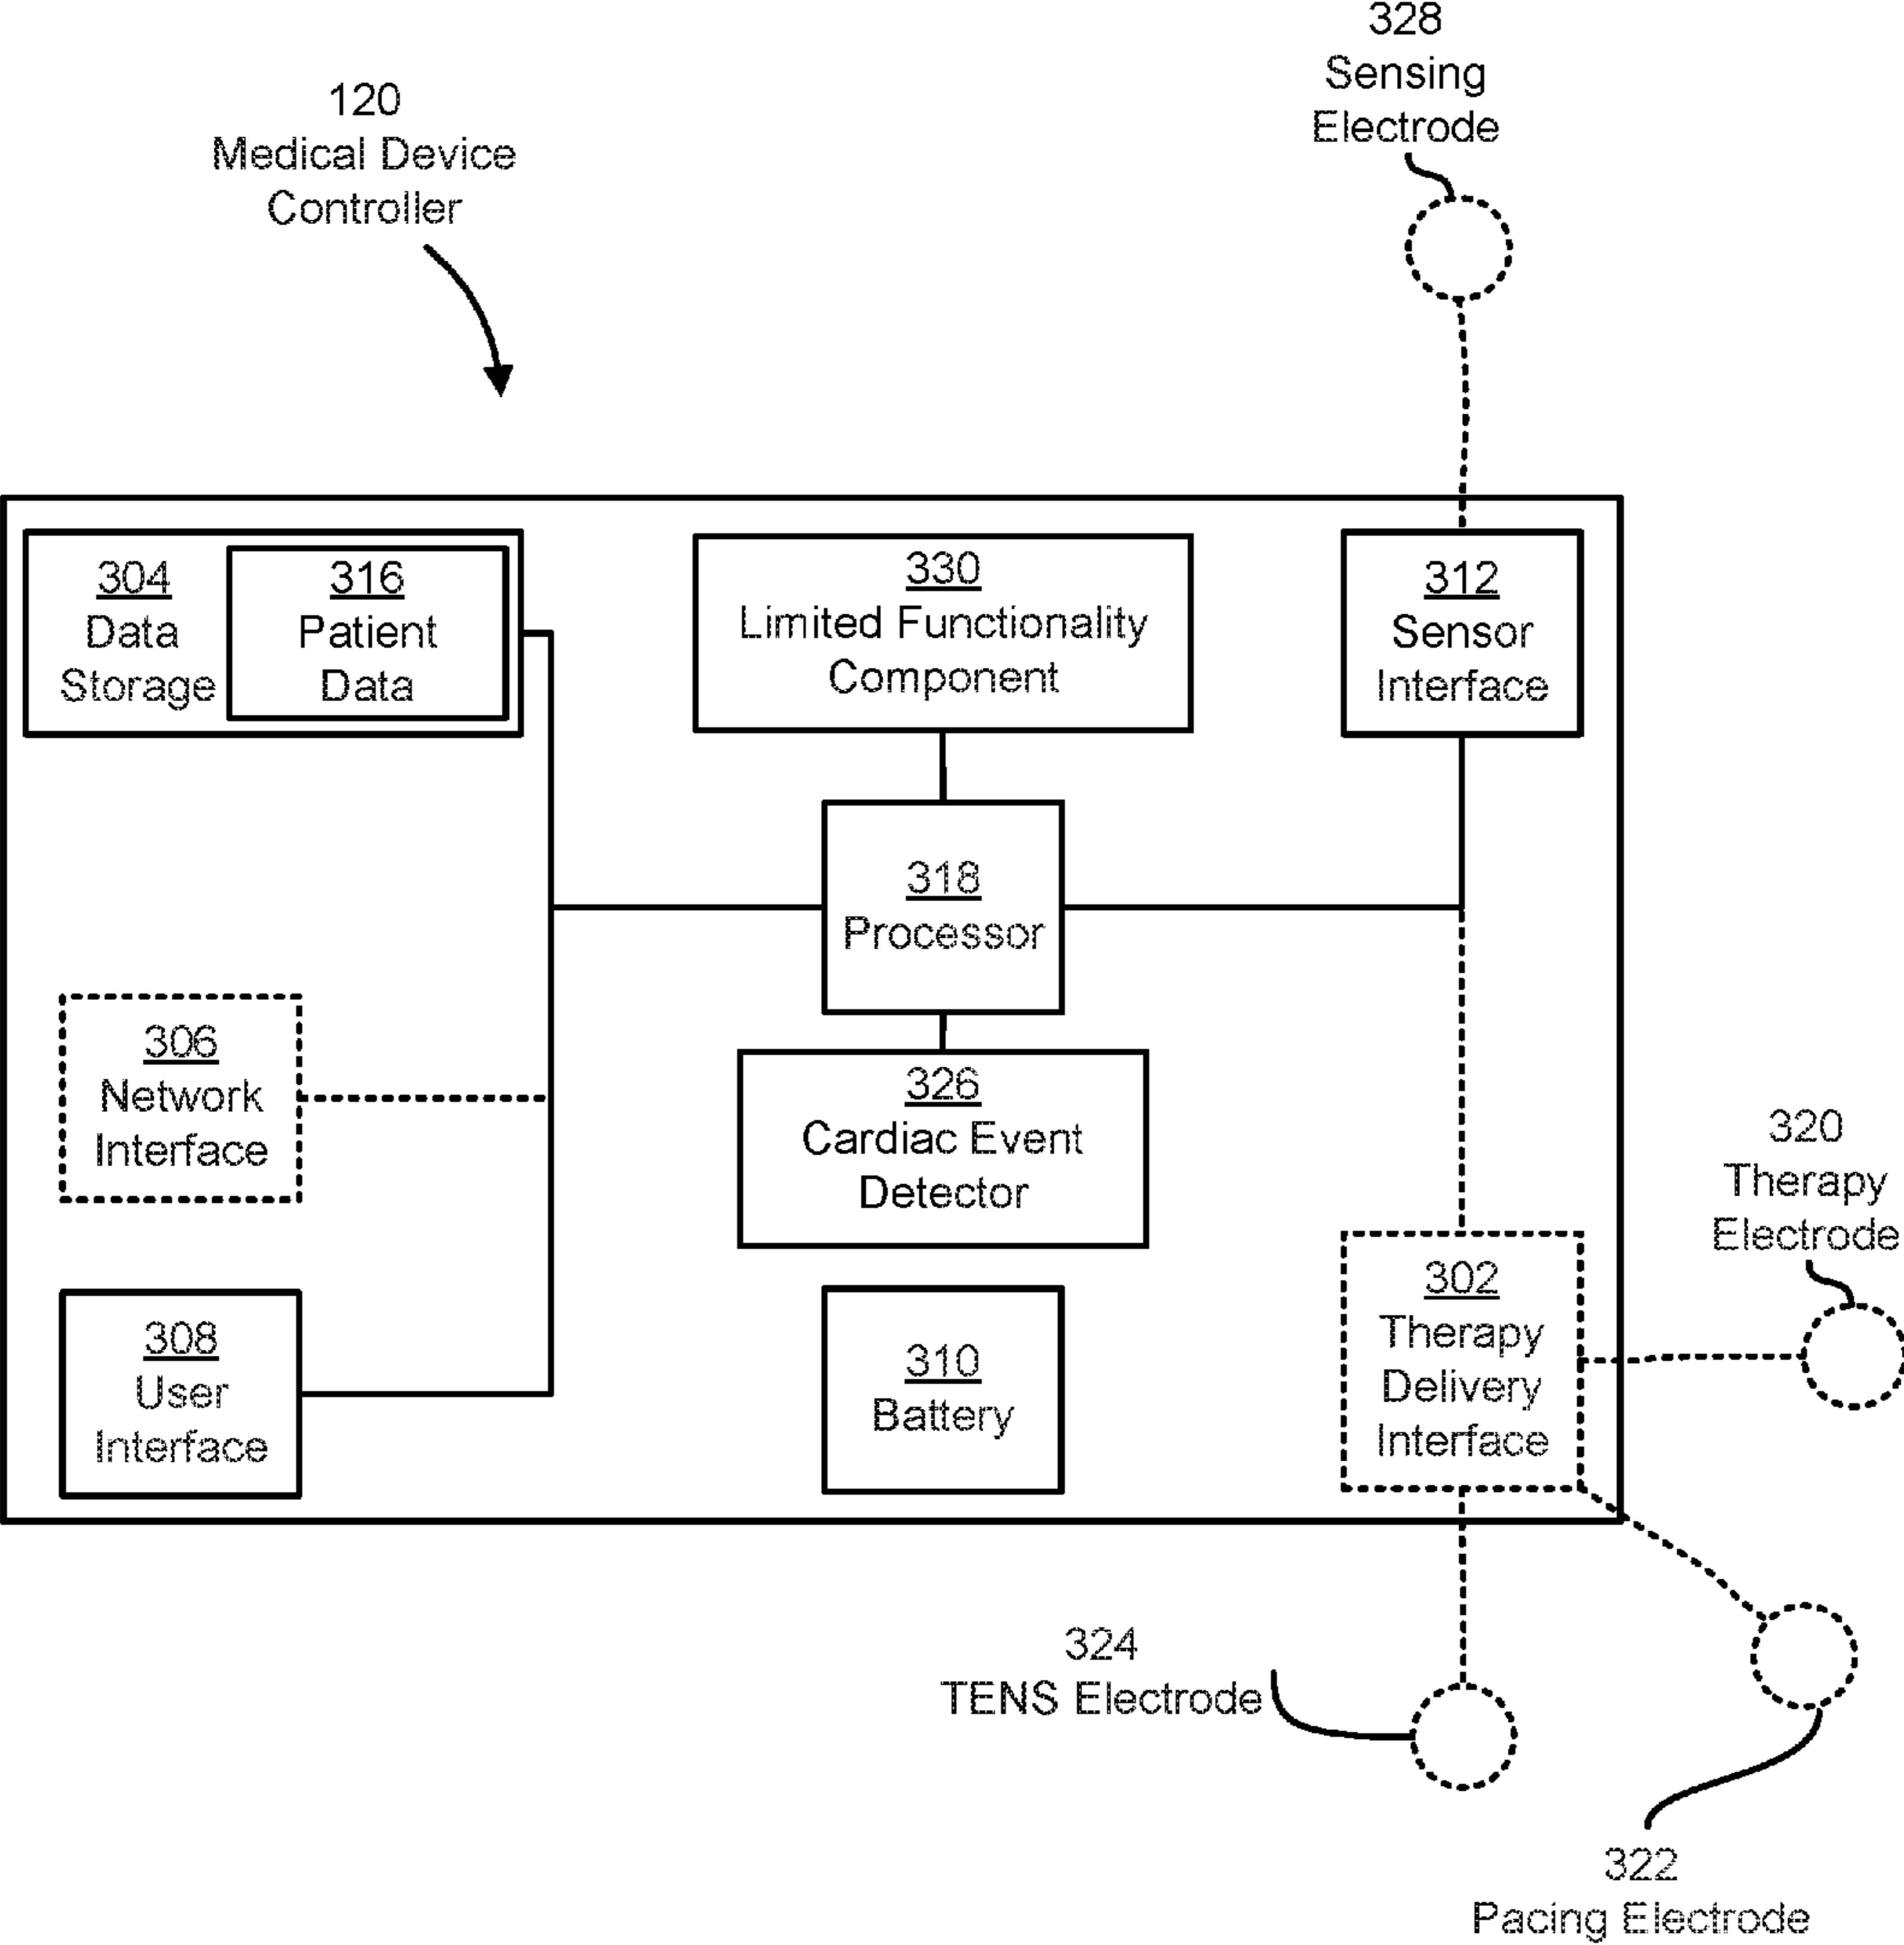 328
Sensing
Electrode
120
Medical Device
Controller
304
Data
Storage
316
Patient
Data
330
Limited Functionality
Component
312
Sensor
Interface
318
Processor
306
Network
Interface
326
Cardiac Event
Detector
320
Therapy
Electrode
308
User
Interface
310
Battery
302
Therapy
Delivery
Interface
324
TENS Electrode
322
Pacing Electrode